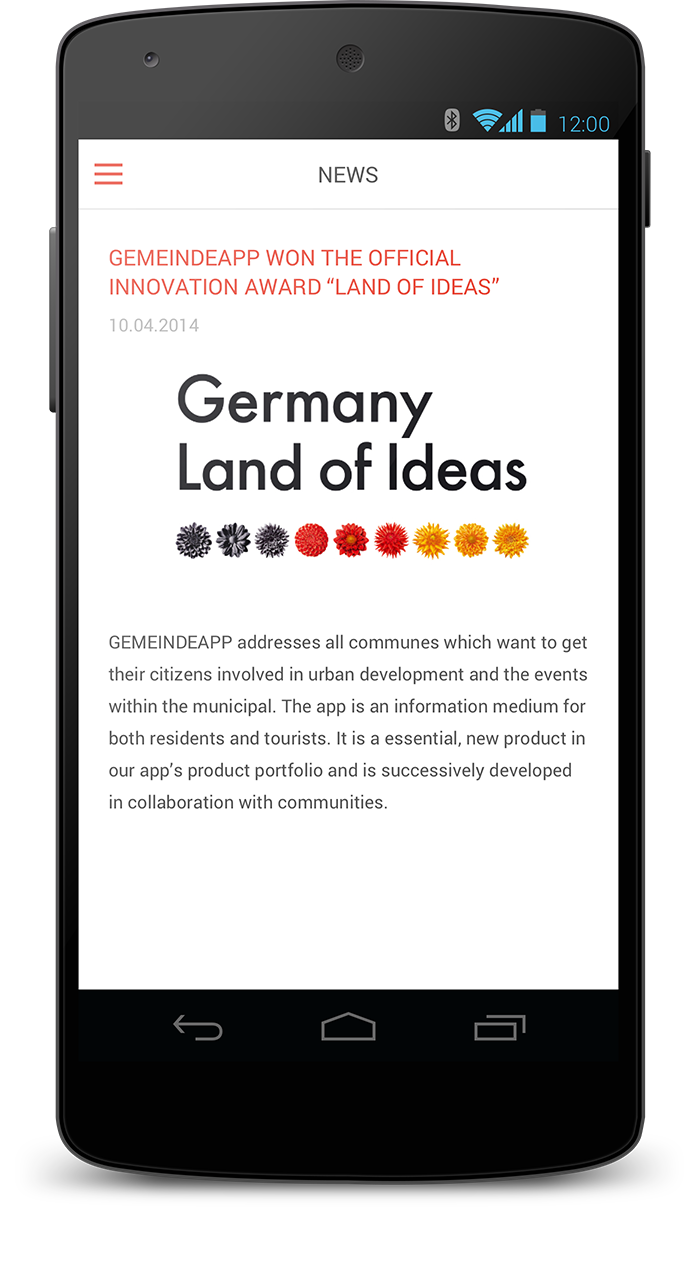 12:00
NEWS
GEMEINDEAPP WON THE OFFICIAL
INNOVATION AWARD “LAND OF IDEAS”
10.04.2014
Germany
Land of Ideas
GEMEINDEAPP addresses all communes which want to get
their citizens involved in urban development and the events
within the municipal. The app is an information medium for
both residents and tourists. It is a essential, new product in
our app’s product portfolio and is successively developed
in collaboration with communities.